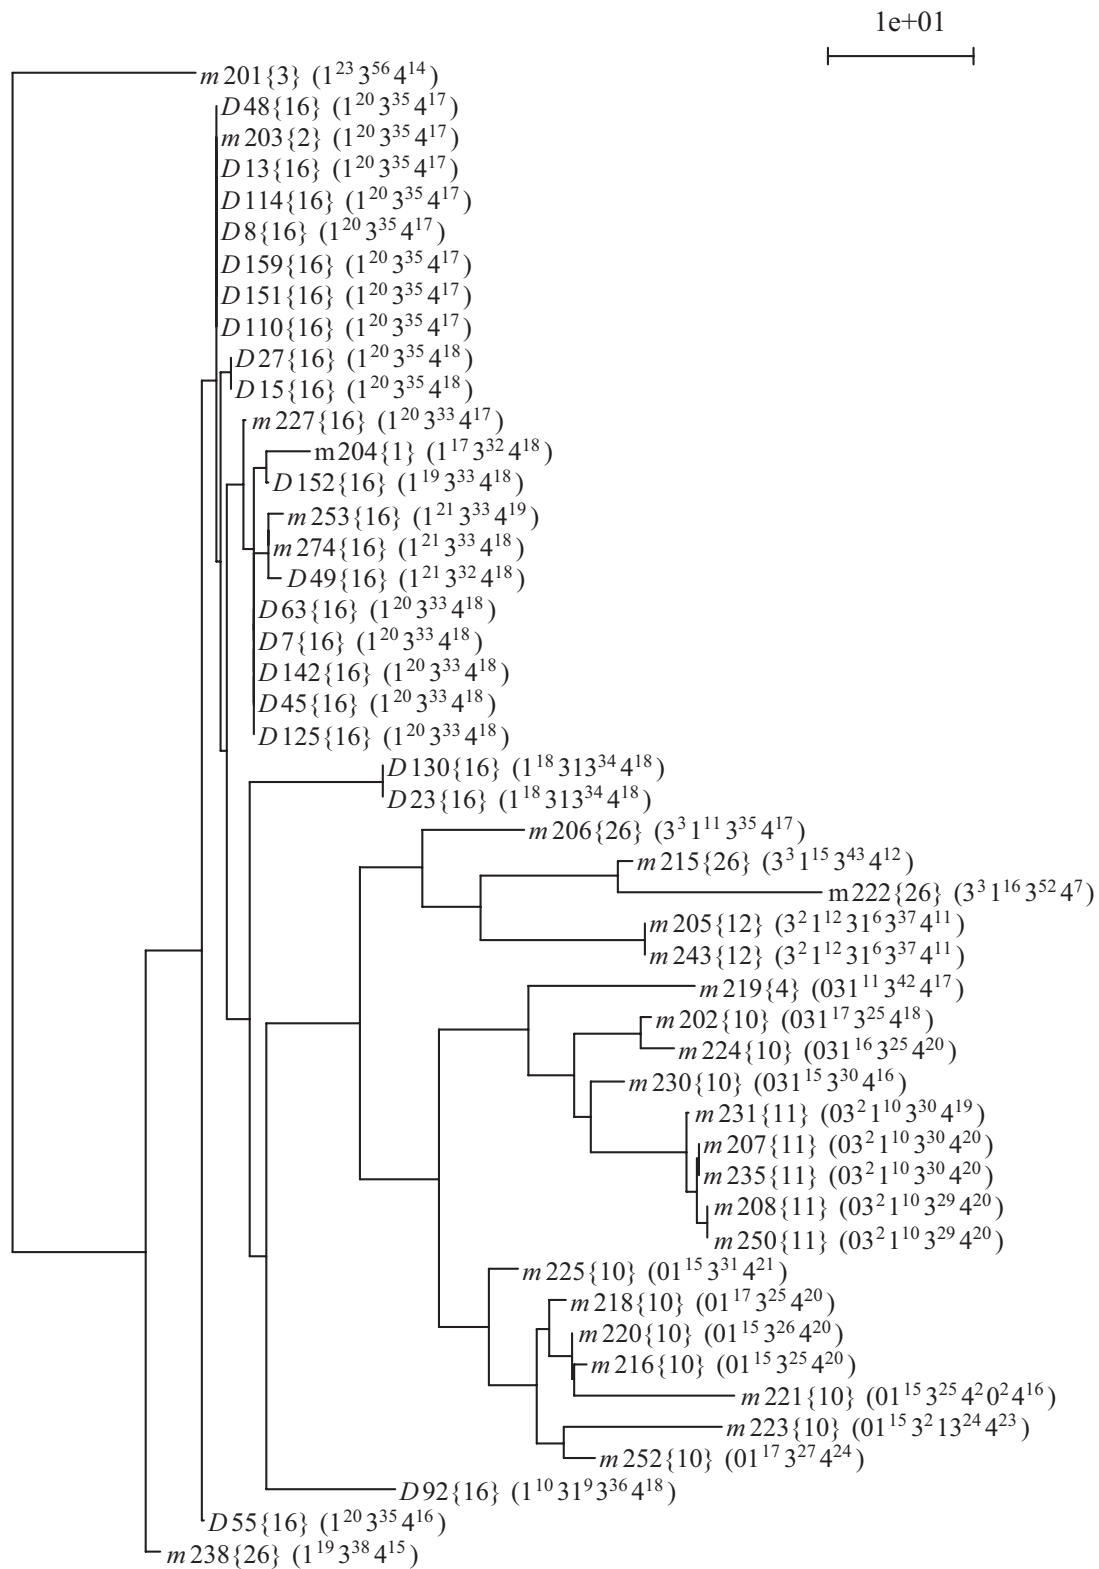 1e+01
m201{3} (1²³ 3⁵⁶ 4¹⁴)
D48{16} (1²⁰ 3³⁵ 4¹⁷)
m203{2} (1²⁰ 3³⁵ 4¹⁷)
D13{16} (1²⁰ 3³⁵ 4¹⁷)
D114{16} (1²⁰ 3³⁵ 4¹⁷)
D8{16} (1²⁰ 3³⁵ 4¹⁷)
D159{16} (1²⁰ 3³⁵ 4¹⁷)
D151{16} (1²⁰ 3³⁵ 4¹⁷)
D110{16} (1²⁰ 3³⁵ 4¹⁷)
D27{16} (1²⁰ 3³⁵ 4¹⁸)
D15{16} (1²⁰ 3³⁵ 4¹⁸)
m227{16} (1²⁰ 3³³ 4¹⁷)
m204{1} (1¹⁷ 3³² 4¹⁸)
D152{16} (1¹⁹ 3³³ 4¹⁸)
m253{16} (1²¹ 3³³ 4¹⁹)
m274{16} (1²¹ 3³³ 4¹⁸)
D49{16} (1²¹ 3³² 4¹⁸)
D63{16} (1²⁰ 3³³ 4¹⁸)
D7{16} (1²⁰ 3³³ 4¹⁸)
D142{16} (1²⁰ 3³³ 4¹⁸)
D45{16} (1²⁰ 3³³ 4¹⁸)
D125{16} (1²⁰ 3³³ 4¹⁸)
D130{16} (1¹⁸ 313³⁴ 4¹⁸)
D23{16} (1¹⁸ 313³⁴ 4¹⁸)
m206{26} (3³ 1¹¹ 3³⁵ 4¹⁷)
m215{26} (3³ 1¹⁵ 3⁴³ 4¹²)
m222{26} (3³ 1¹⁶ 3⁵² 4⁷)
m205{12} (3² 1¹² 31⁶ 3³⁷ 4¹¹)
m243{12} (3² 1¹² 31⁶ 3³⁷ 4¹¹)
m219{4} (031¹¹ 3⁴² 4¹⁷)
m202{10} (031¹⁷ 3²⁵ 4¹⁸)
m224{10} (031¹⁶ 3²⁵ 4²⁰)
m230{10} (031¹⁵ 3³⁰ 4¹⁶)
m231{11} (03² 1¹⁰ 3³⁰ 4¹⁹)
m207{11} (03² 1¹⁰ 3³⁰ 4²⁰)
m235{11} (03² 1¹⁰ 3³⁰ 4²⁰)
m208{11} (03² 1¹⁰ 3²⁹ 4²⁰)
m250{11} (03² 1¹⁰ 3²⁹ 4²⁰)
m225{10} (01¹⁵ 3³¹ 4²¹)
m218{10} (01¹⁷ 3²⁵ 4²⁰)
m220{10} (01¹⁵ 3²⁶ 4²⁰)
m216{10} (01¹⁵ 3²⁵ 4²⁰)
m221{10} (01¹⁵ 3²⁵ 4² 0² 4¹⁶)
m223{10} (01¹⁵ 3² 13²⁴ 4²³)
m252{10} (01¹⁷ 3²⁷ 4²⁴)
D92{16} (1¹⁰ 31⁹ 3³⁶ 4¹⁸)
D55{16} (1²⁰ 3³⁵ 4¹⁶)
m238{26} (1¹⁹ 3³⁸ 4¹⁵)